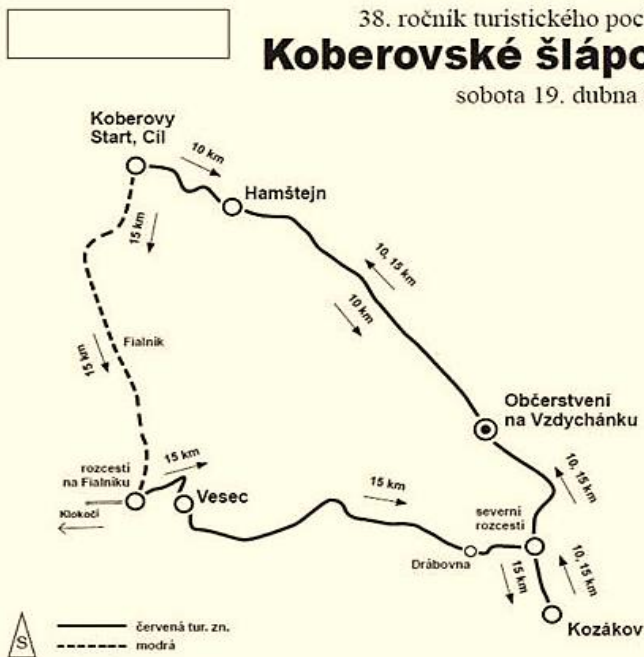 38. ročník turistického poc
Koberovské šlápo
sobota 19. dubna
Koberovy
Start, Cíl
10 km
Hamštejn
15 km
10, 15 km
10 km
Fialník
15 km
Občerstvení
na Vzdychánku
rozcestí
na Fialníku
15 km
Vesec
15 km
10, 15 km
Klokočí
severní
rozcestí
Drábovna
15 km
10, 15 km
Kozákov
S
červená tur. zn.
modrá